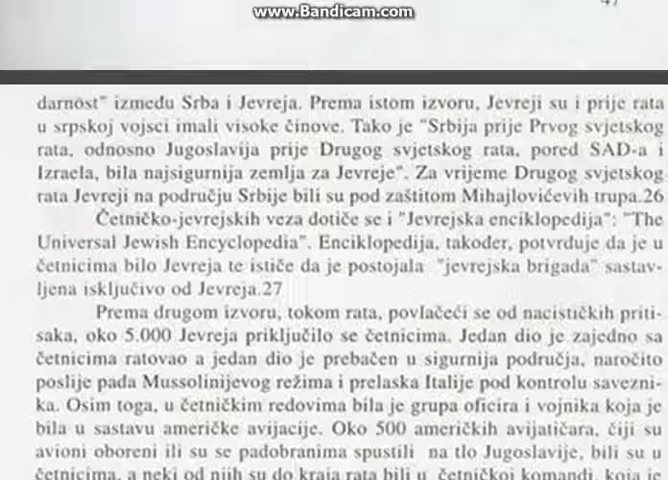 www.Bandicam.com
47
darnost" između Srba i Jevreja. Prema istom izvoru, Jevreji su i prije rata
u srpskoj vojsci imali visoke činove. Tako je "Srbija prije Prvog svjetskog
rata, odnosno Jugoslavija prije Drugog svjetskog rata, pored SAD-a i
Izraela, bila najsigurnija zemlja za Jevreje". Za vrijeme Drugog svjetskog
rata Jevreji na području Srbije bili su pod zaštitom Mihajlovićevih trupa.26
Četničko-jevrejskih veza dotiče se i "Jevrejska enciklopedija": "The
Universal Jewish Encyclopedia". Enciklopedija, također, potvrđuje da je u
četnicima bilo Jevreja te ističe da je postojala "jevrejska brigada" sastav-
ljena isključivo od Jevreja.27
Prema drugom izvoru, tokom rata, povlačeći se od nacističkih priti-
saka, oko 5.000 Jevreja priključilo se četnicima. Jedan dio je zajedno sa
četnicima ratovao a jedan dio je prebačen u sigurnija područja, naročito
poslije pada Mussolinijevog režima i prelaska Italije pod kontrolu savezni-
ka. Osim toga, u četničkim redovima bila je grupa oficira i vojnika koja je
bila u sastavu američke avijacije. Oko 500 američkih avijatičara, čiji su
avioni oboreni ili su se padobranima spustili na tlo Jugoslavije, bili su u
četnicima, a neki od njih su do kraja rata bili u četničkoj komandi, koja je